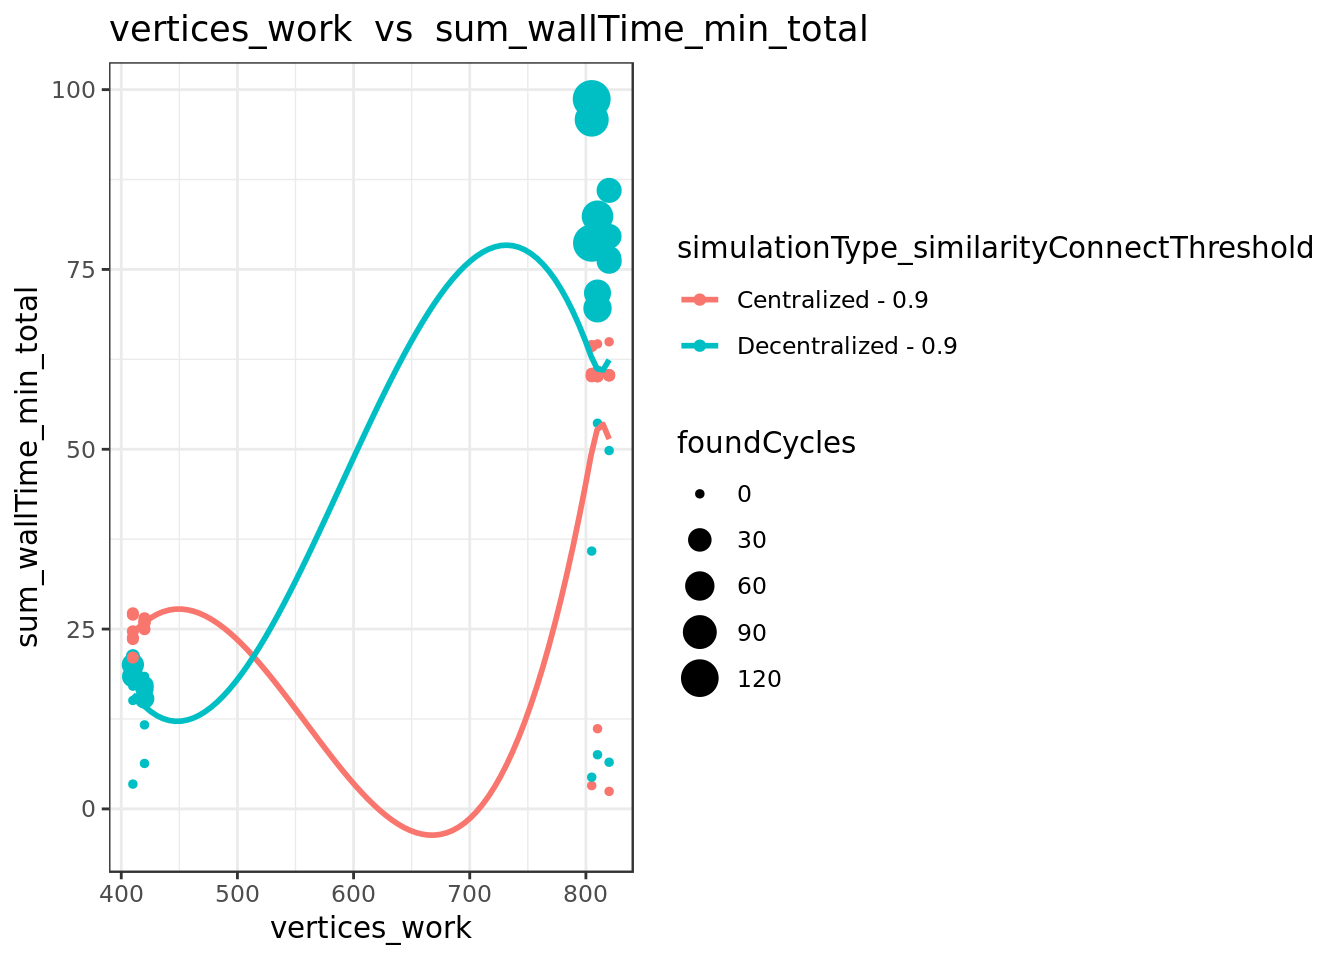 vertices_work vs sum_wallTime_min_total
sum_wallTime_min_total
100
75
50
25
0
400 500 600 700 800
vertices_work
simulationType_similarityConnectThreshold
Centralized - 0.9
Decentralized - 0.9
foundCycles
0
30
60
90
120